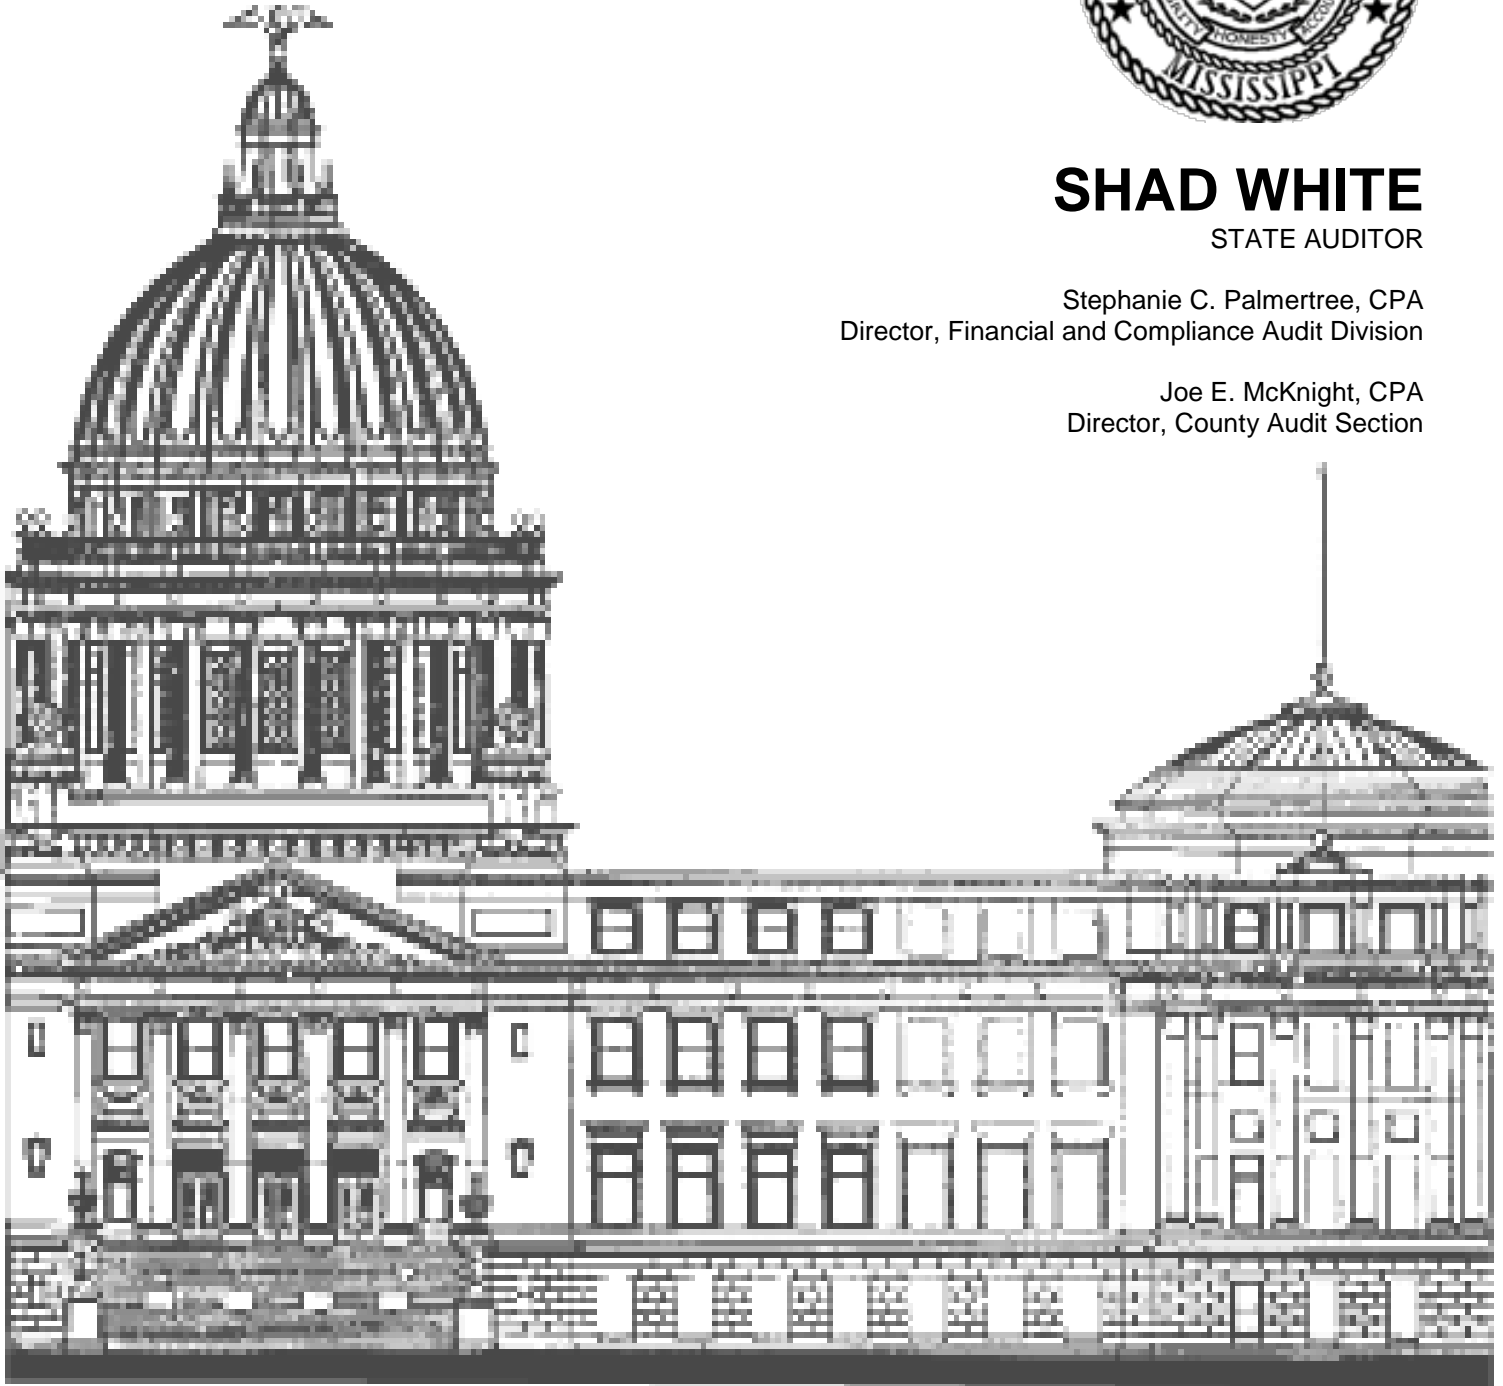 HONESTY
MISSISSIPPI
SHAD WHITE
STATE AUDITOR
Stephanie C. Palmertree, CPA
Director, Financial and Compliance Audit Division
Joe E. McKnight, CPA
Director, County Audit Section